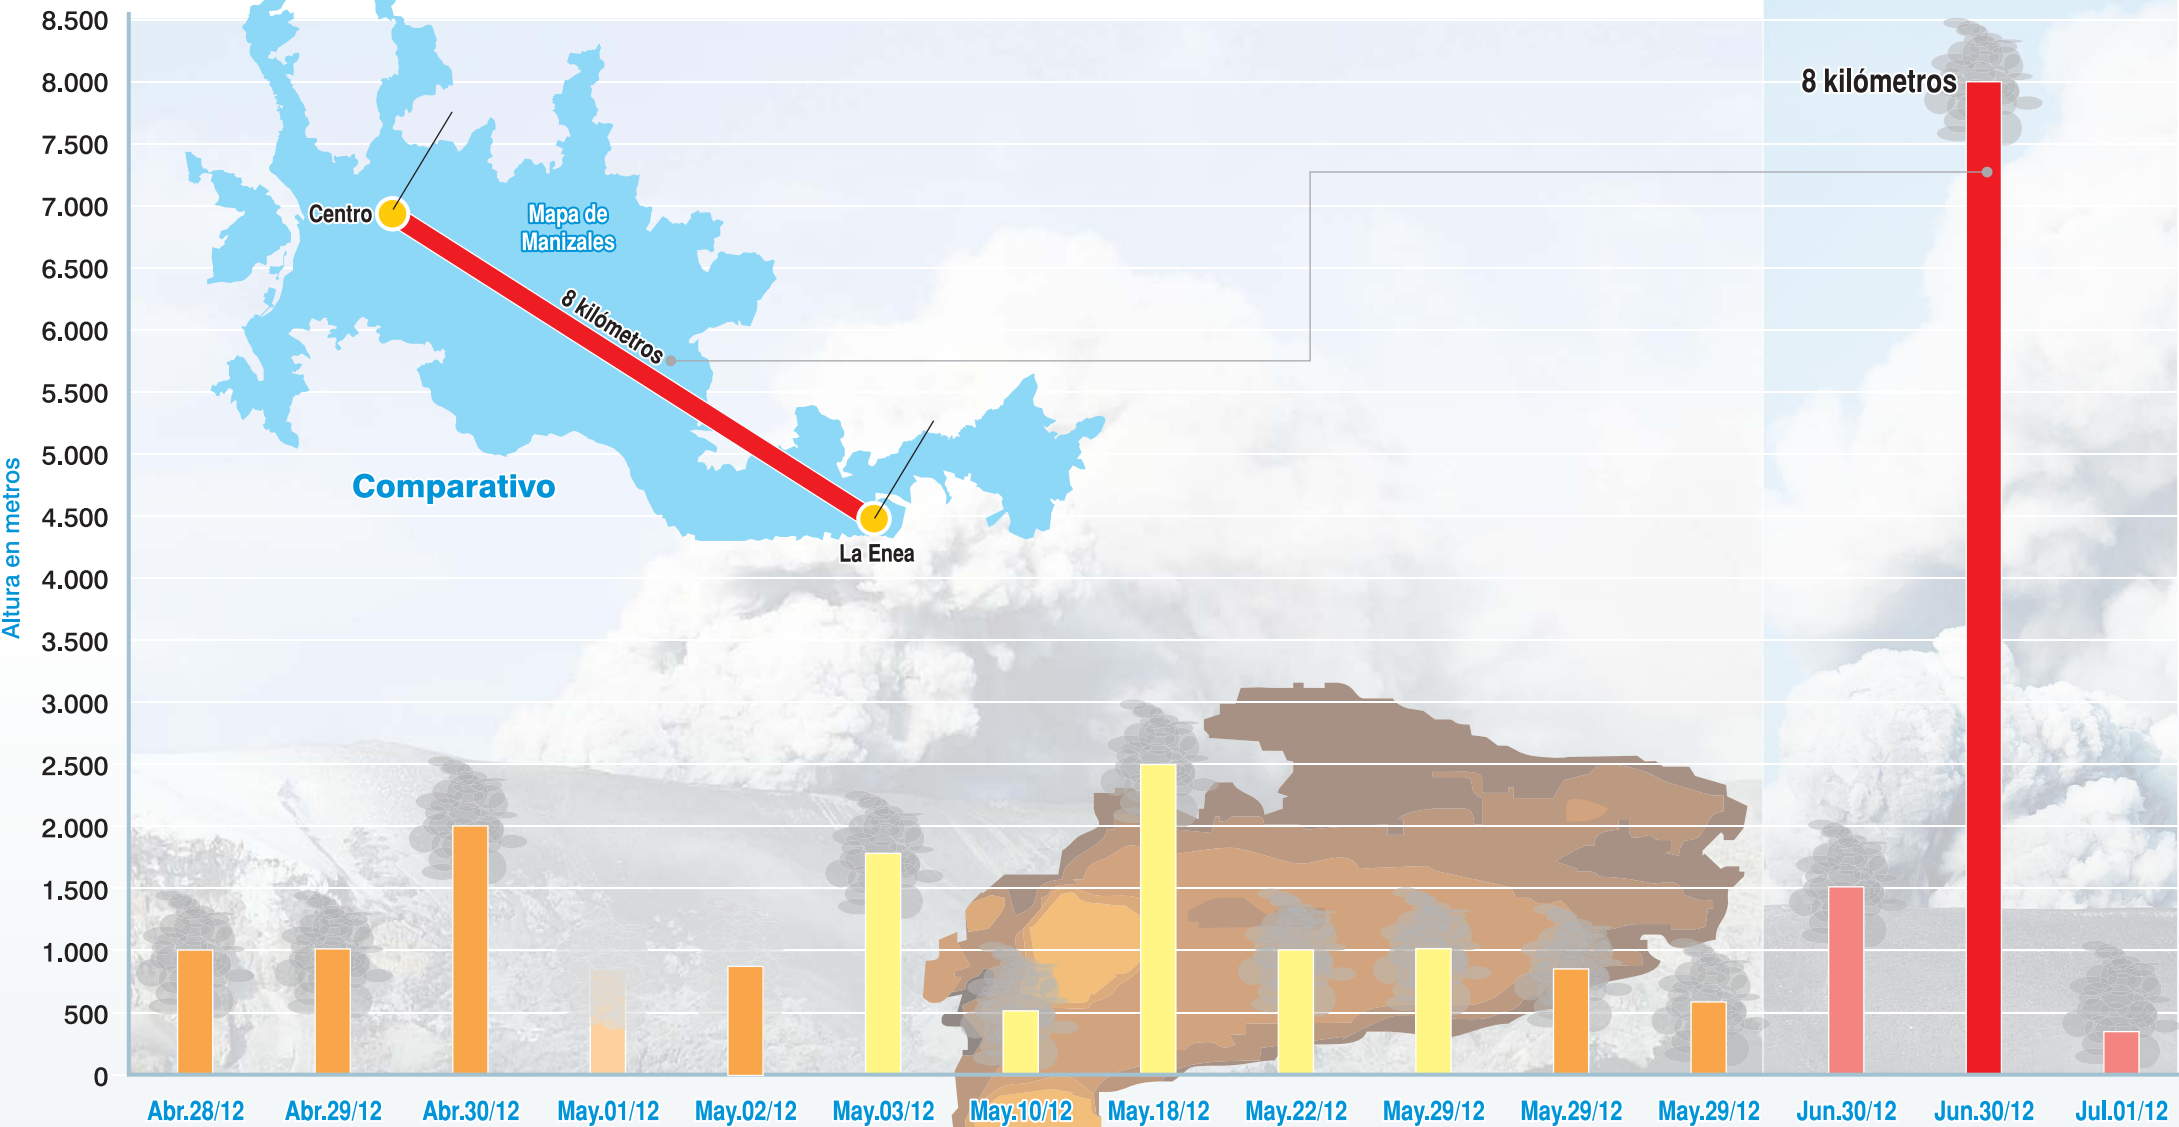 Altura en metros
8.500
8.000
7.500
7.000
6.500
6.000
5.500
5.000
4.500
4.000
3.500
3.000
2.500
2.000
1.500
1.000
500
0
Centro
Mapa de
Manizales
8 kilómetros
La Enea
Comparativo
8 kilómetros
Abr.28/12
Abr.29/12
Abr.30/12
May.01/12
May.02/12
May.03/12
May.10/12
May.18/12
May.22/12
May.29/12
May.29/12
May.29/12
Jun.30/12
Jun.30/12
Jul.01/12